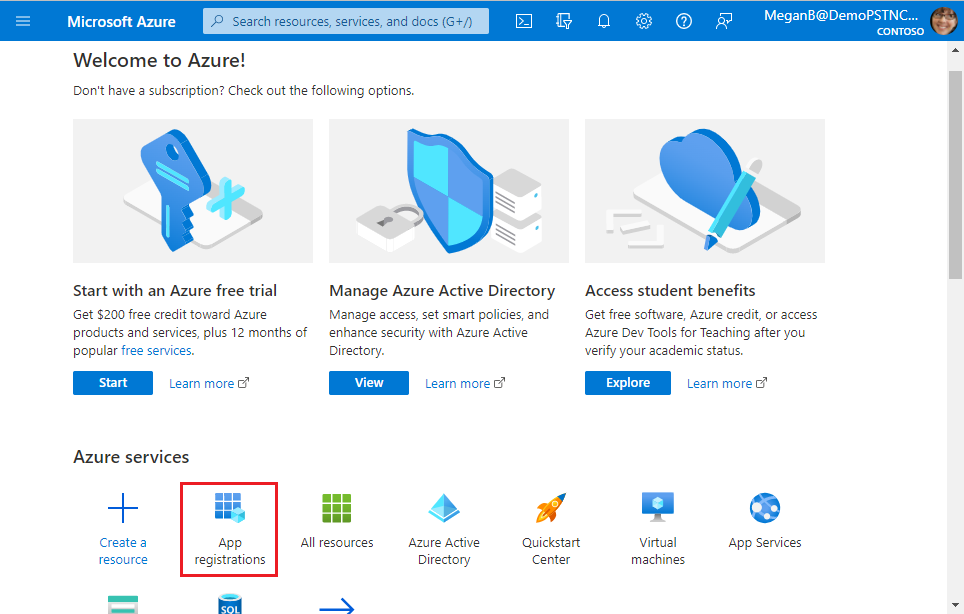 Microsoft Azure
Search resources, services, and docs (G+/)
MeganB@DemoPSTNC...
CONTOSO
Welcome to Azure!
Don't have a subscription? Check out the following options.
Start with an Azure free trial
Get $200 free credit toward Azure
products and services, plus 12 months of
popular free services.
Start
Learn more
Manage Azure Active Directory
Manage access, set smart policies, and
enhance security with Azure Active
Directory.
View
Learn more
Access student benefits
Get free software, Azure credit, or access
Azure Dev Tools for Teaching after you
verify your academic status.
Explore
Learn more
Azure services
Create a
resource
App
registrations
All resources
Azure Active
Directory
Quickstart
Center
Virtual
machines
App Services
SQL